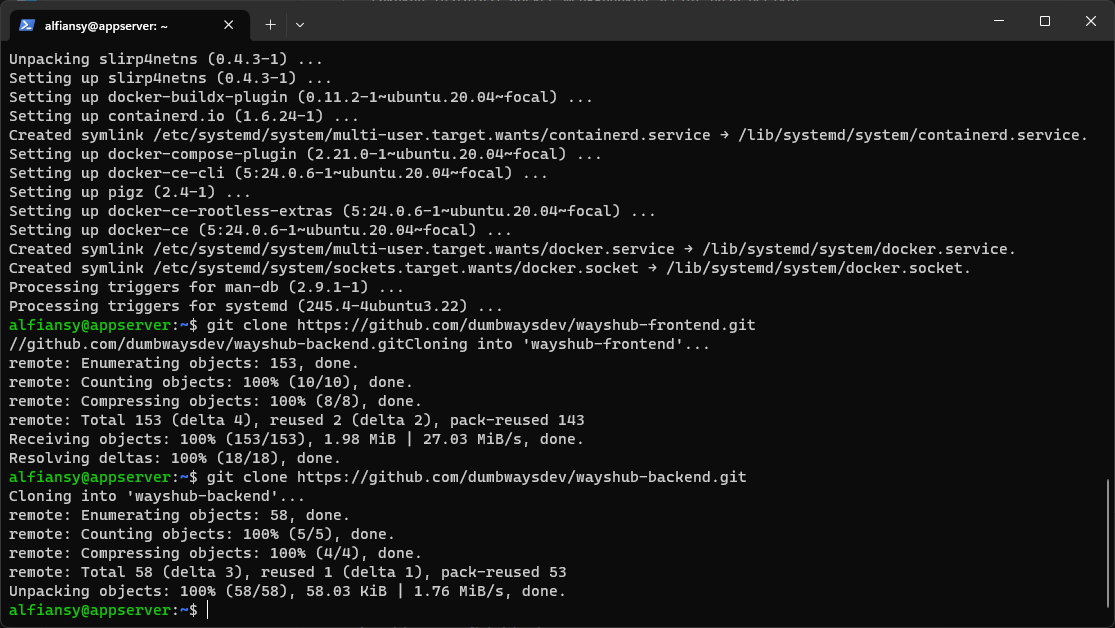 alfiansy@appserver: ~
Unpacking slirp4netns (0.4.3-1) ...
Setting up slirp4netns (0.4.3-1) ...
Setting up docker-buildx-plugin (0.11.2-1~ubuntu.20.04~focal) ...
Setting up containerd.io (1.6.24-1) ...
Created symlink /etc/systemd/system/multi-user.target.wants/containerd.service → /lib/systemd/system/containerd.service.
Setting up docker-compose-plugin (2.21.0-1~ubuntu.20.04~focal) ...
Setting up docker-ce-cli (5:24.0.6-1~ubuntu.20.04~focal) ...
Setting up pigz (2.4-1) ...
Setting up docker-ce-rootless-extras (5:24.0.6-1~ubuntu.20.04~focal) ...
Setting up docker-ce (5:24.0.6-1~ubuntu.20.04~focal) ...
Created symlink /etc/systemd/system/multi-user.target.wants/docker.service → /lib/systemd/system/docker.service.
Created symlink /etc/systemd/system/sockets.target.wants/docker.socket → /lib/systemd/system/docker.socket.
Processing triggers for man-db (2.9.1-1) ...
Processing triggers for systemd (245.4-4ubuntu3.22) ...
alfiansy@appserver:~$ git clone https://github.com/dumbwaysdev/wayshub-frontend.git
//github.com/dumbwaysdev/wayshub-backend.gitCloning into 'wayshub-frontend'...
remote: Enumerating objects: 153, done.
remote: Counting objects: 100% (10/10), done.
remote: Compressing objects: 100% (8/8), done.
remote: Total 153 (delta 4), reused 2 (delta 2), pack-reused 143
Receiving objects: 100% (153/153), 1.98 MiB | 27.03 MiB/s, done.
Resolving deltas: 100% (18/18), done.
alfiansy@appserver:~$ git clone https://github.com/dumbwaysdev/wayshub-backend.git
Cloning into 'wayshub-backend'...
remote: Enumerating objects: 58, done.
remote: Counting objects: 100% (5/5), done.
remote: Compressing objects: 100% (4/4), done.
remote: Total 58 (delta 3), reused 1 (delta 1), pack-reused 53
Unpacking objects: 100% (58/58), 58.03 KiB | 1.76 MiB/s, done.
alfiansy@appserver:~$